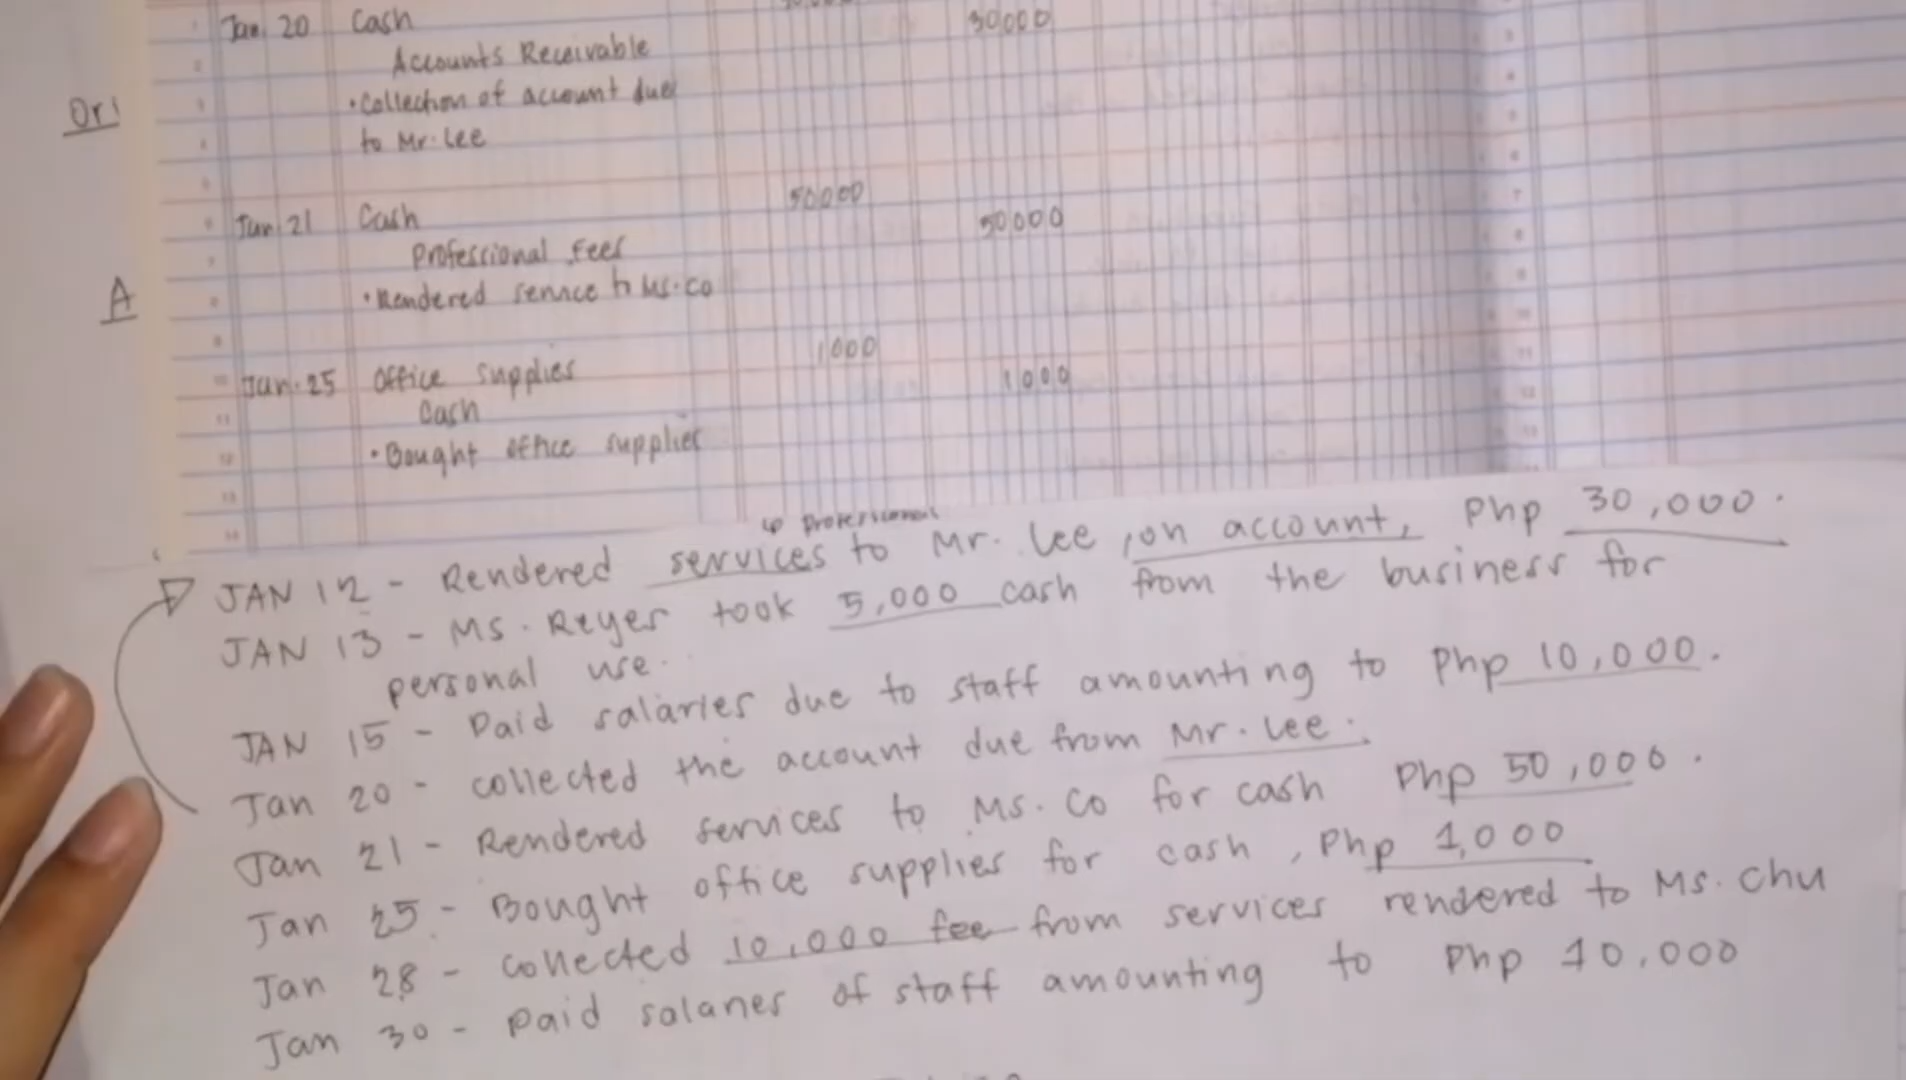 Jan. 20 Cash 30000
Accounts Receivable
• Collection of account due
to Mr. Lee
Jan 21 Cash 50000
Professional Fees 50000
• Rendered service to Ms. Co
A
Jan. 25 Office supplies 1000
Cash 1000
• Bought office supplies
↳ professional
JAN 12 - Rendered services to Mr. Lee, on account, Php 30,000.
JAN 13 - Ms. Reyes took 5,000 cash from the business for
personal use.
JAN 15 - Paid salaries due to staff amounting to Php 10,000.
Jan 20 - collected the account due from Mr. Lee.
Jan 21 - Rendered services to Ms. Co for cash Php 50,000.
Jan 25 - Bought office supplies for cash, Php 1,000
Jan 28 - collected 10,000 fee from services rendered to Ms. Chu
Jan 30 - Paid salaries of staff amounting to Php 10,000